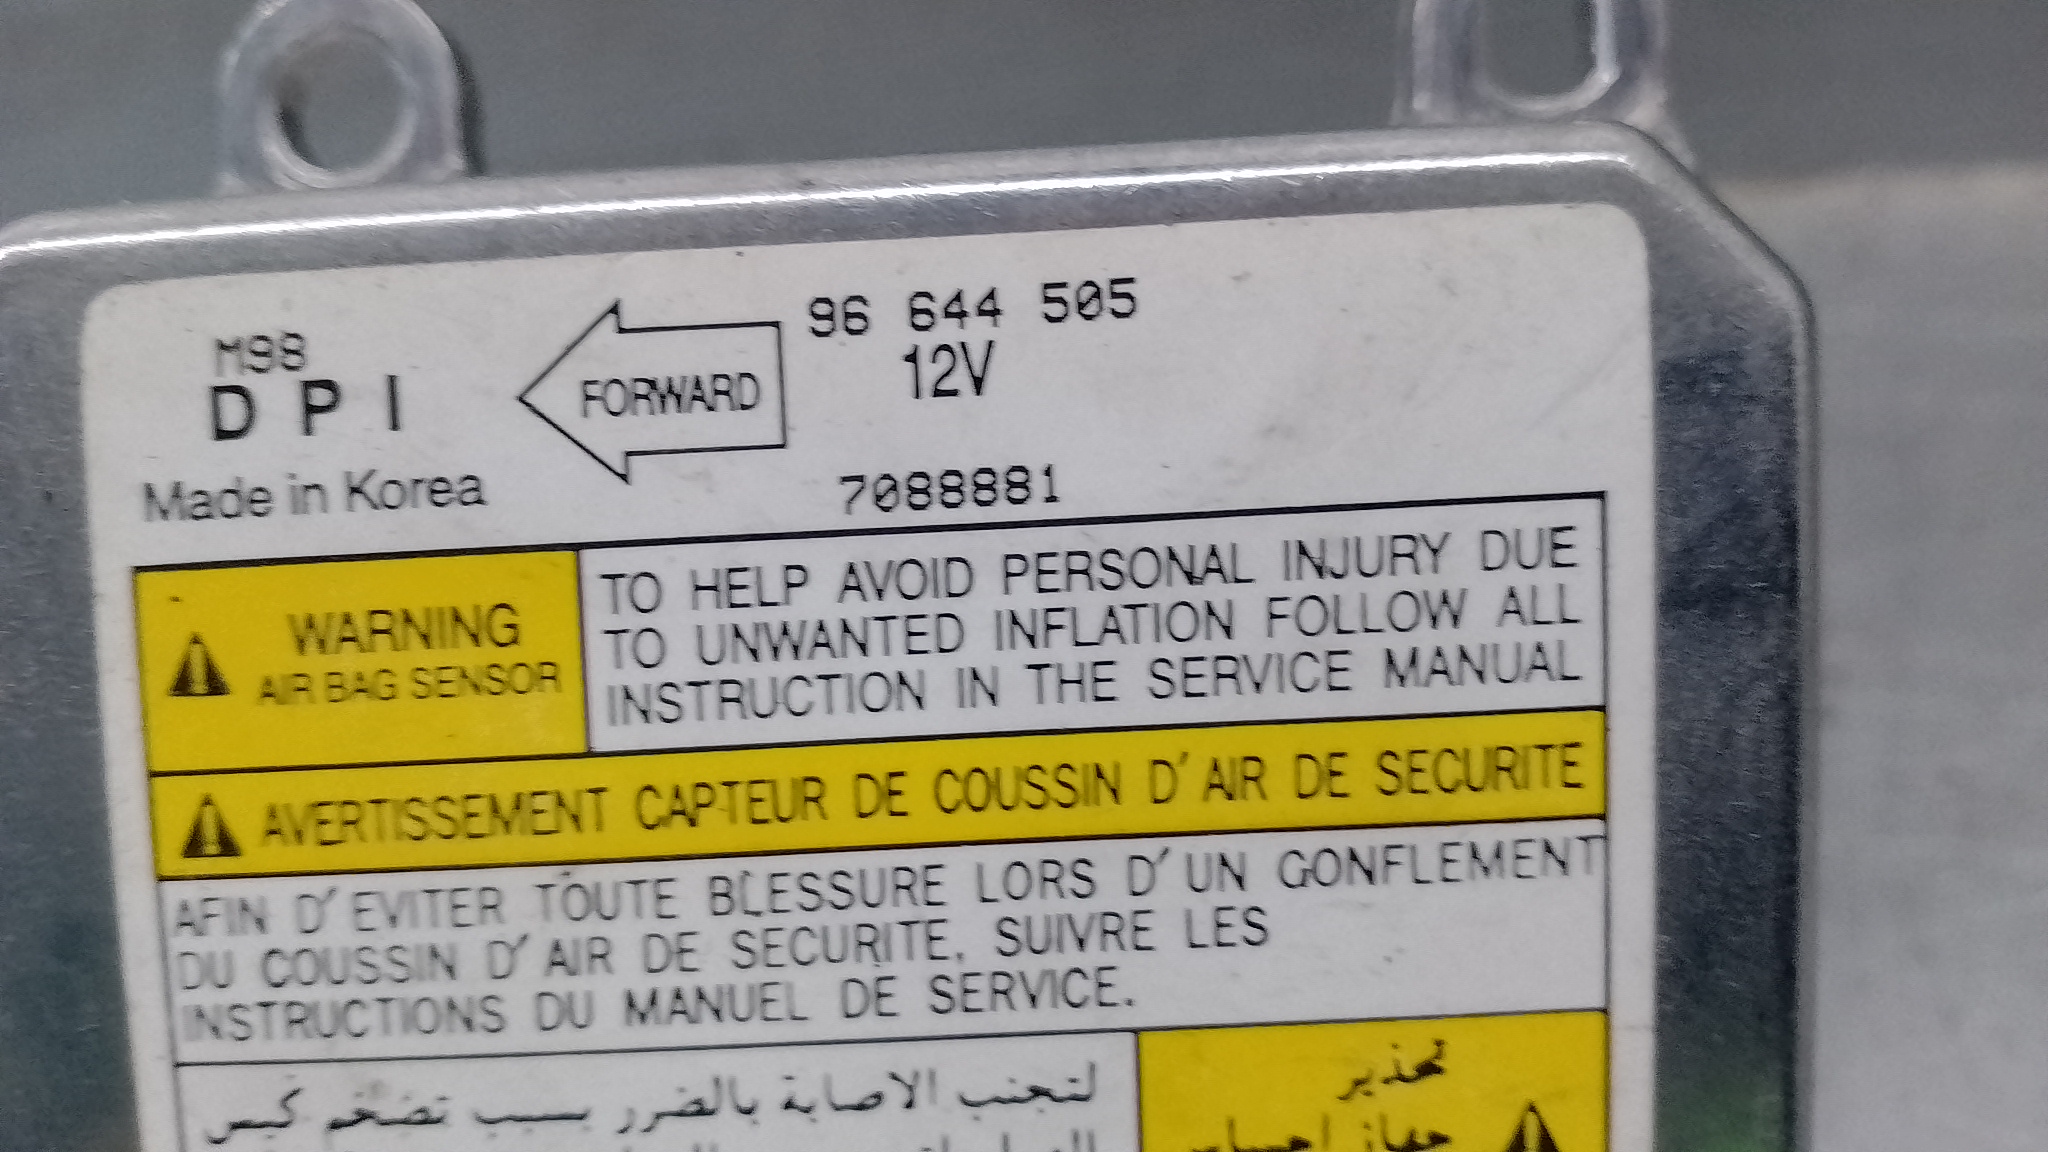 96 644 505
M98
12V
D P I
FORWARD
Made in Korea
7088881
WARNING
AIR BAG SENSOR
TO HELP AVOID PERSONAL INJURY DUE
TO UNWANTED INFLATION FOLLOW ALL
INSTRUCTION IN THE SERVICE MANUAL
AVERTISSEMENT CAPTEUR DE COUSSIN D'AIR DE SECURITE
AFIN D'EVITER TOUTE BLESSURE LORS D'UN GONFLEMENT
DU COUSSIN D'AIR DE SECURITE, SUIVRE LES
INSTRUCTIONS DU MANUEL DE SERVICE.
تحذير
لتجنب الاصابة بالضرر بسبب تضخم كيس